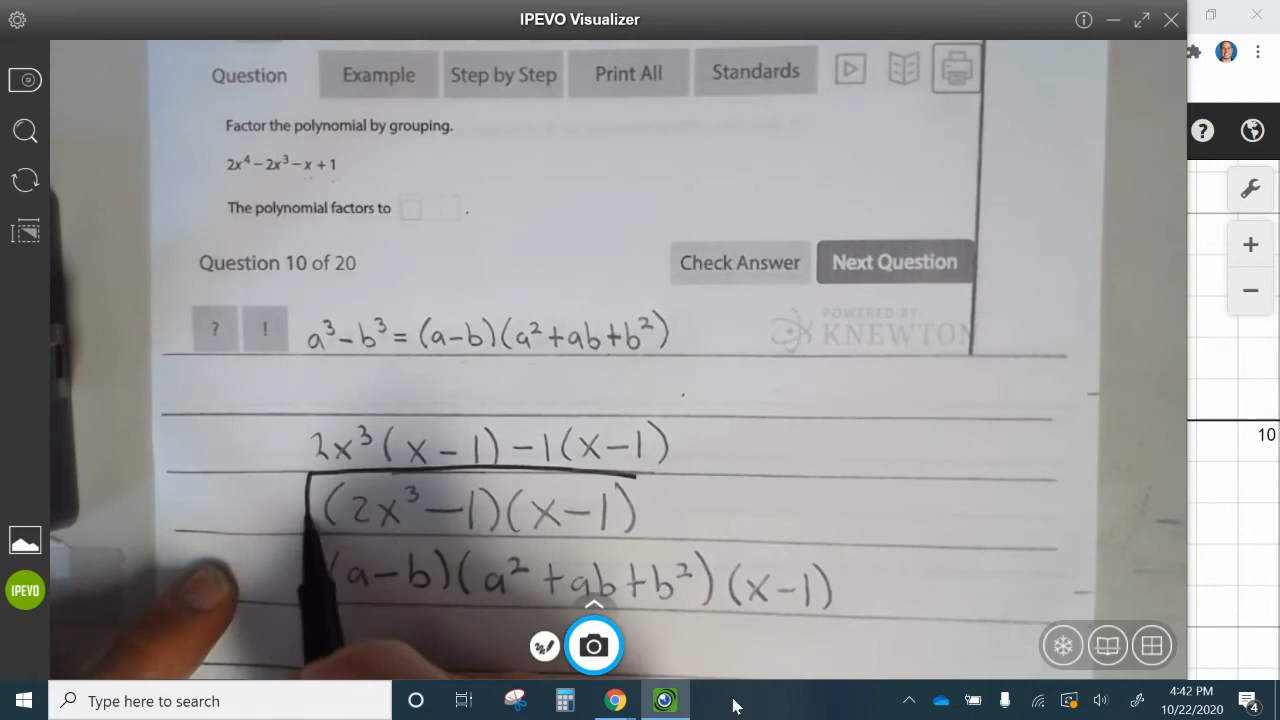 IPEVO Visualizer
Question Example Step by Step Print All Standards
Factor the polynomial by grouping.
2x⁴ − 2x³ − x + 1
The polynomial factors to .
Question 10 of 20 Check Answer Next Question
? ! a³ − b³ = (a − b)(a² + ab + b²)
POWERED BY
KNEWTON
10
2x³(x − 1) − 1(x − 1)
(2x³ − 1)(x − 1)
(a − b)(a² + ab + b²)(x − 1)
IPEVO
Type here to search
4:42 PM
10/22/2020
4